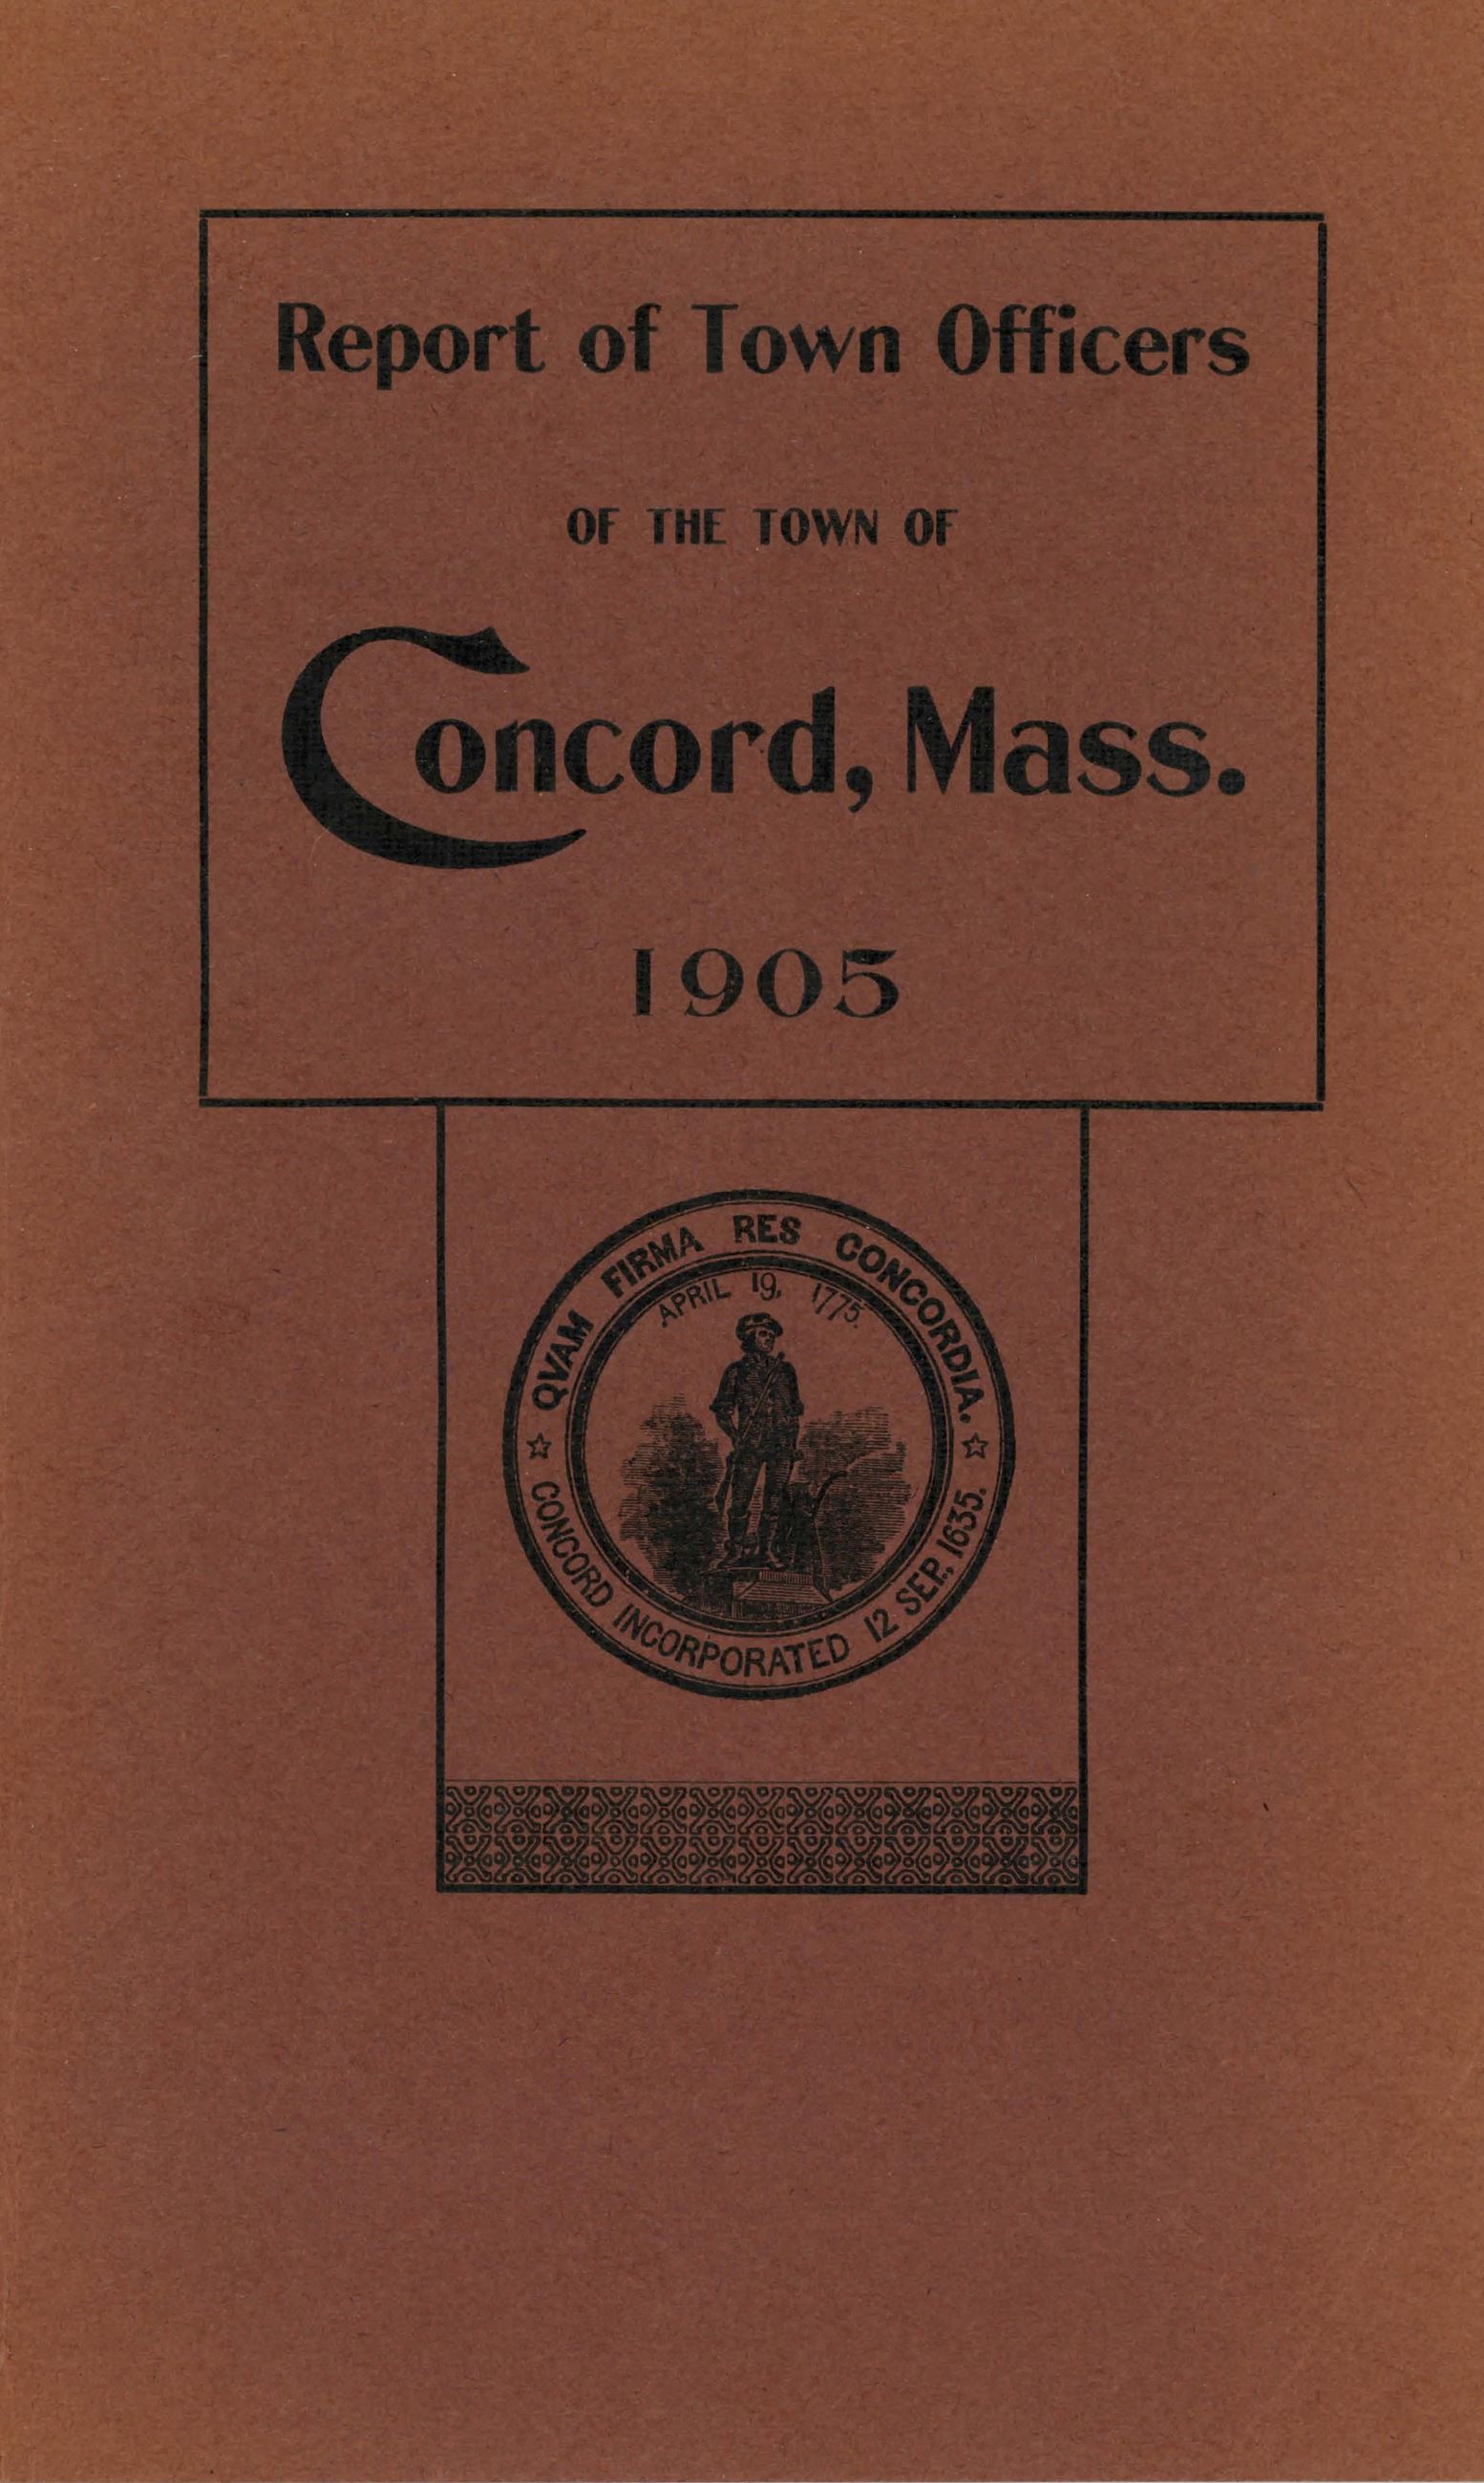 Report of Town Officers
OF THE TOWN OF
Concord, Mass.
1905
QVAM FIRMA RES CONCORDIA.
APRIL 19, 1775.
CONCORD INCORPORATED 12 SEP., 1635.